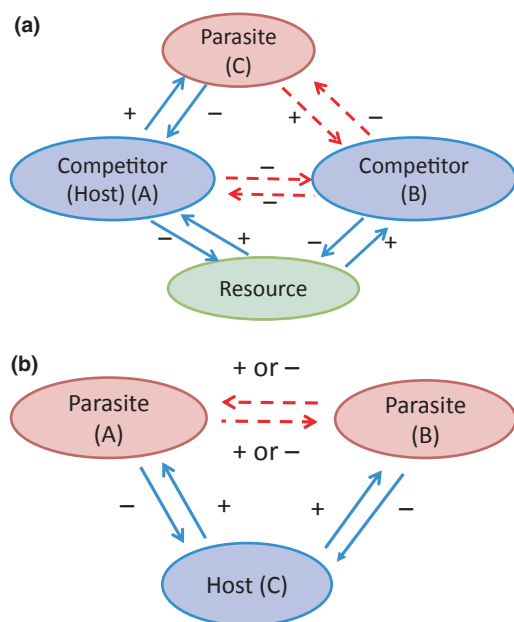 (a)
Parasite
(C)
+
–
+
–
Competitor
(Host) (A)
–
–
Competitor
(B)
–
+
–
+
Resource
(b)
+ or –
Parasite
(A)
Parasite
(B)
+ or –
–
+
+
–
Host (C)